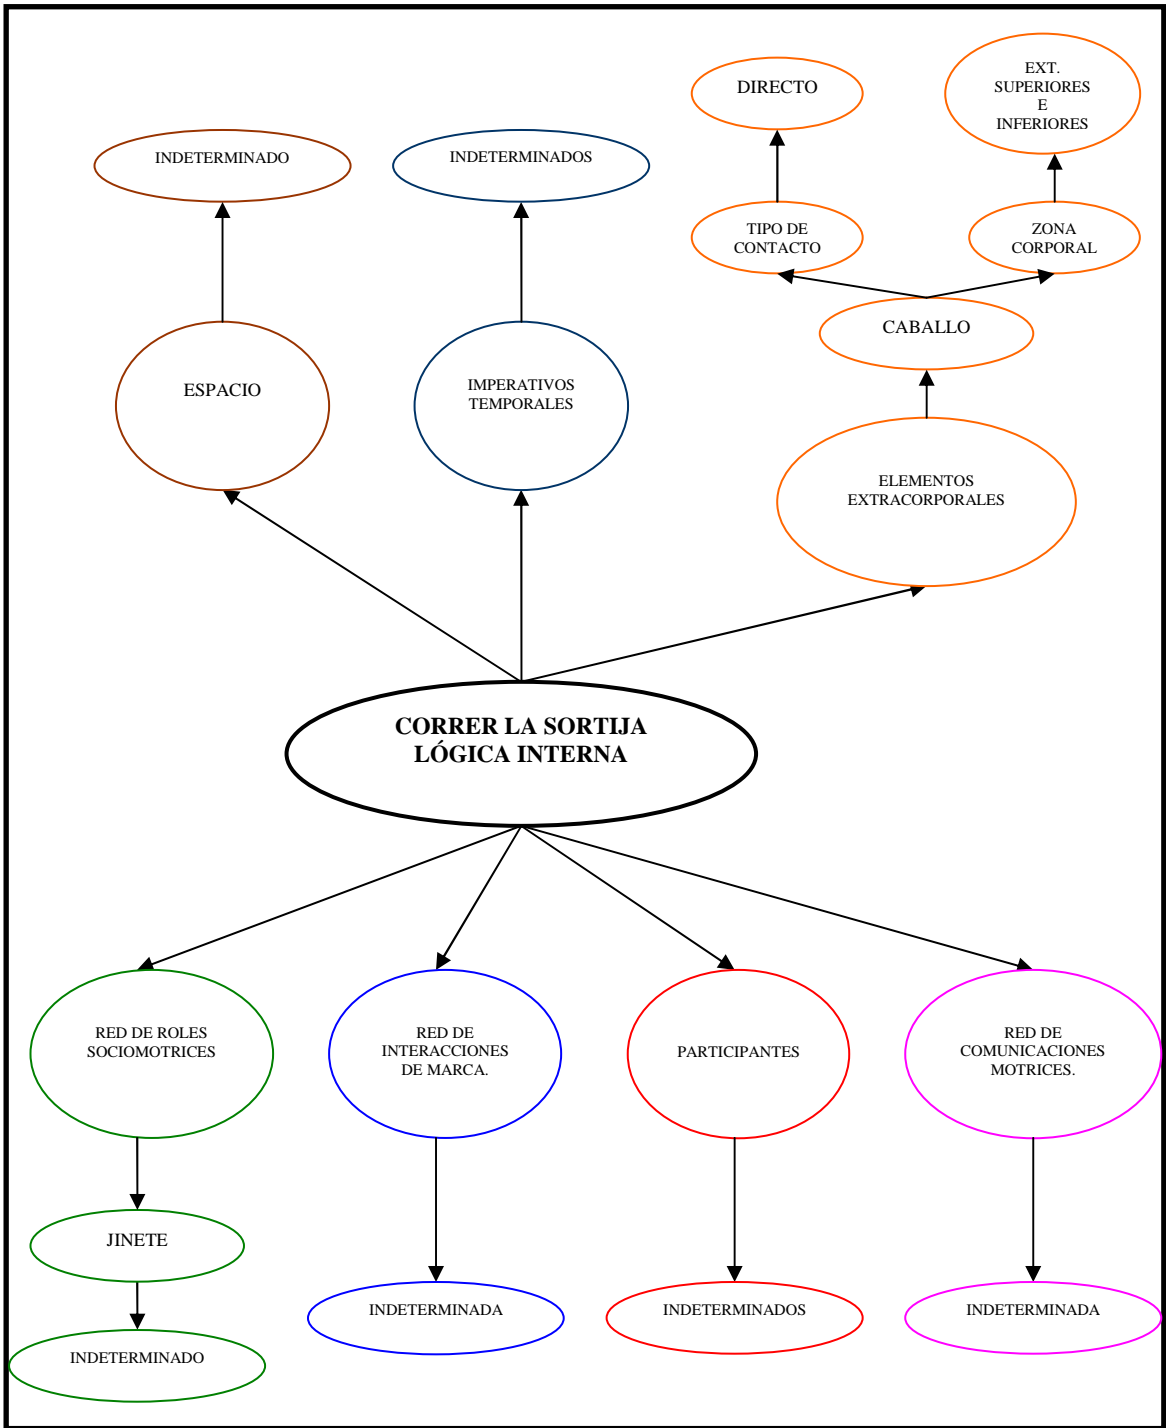 DIRECTO
EXT.
SUPERIORES
E
INFERIORES
INDETERMINADO
INDETERMINADOS
TIPO DE
CONTACTO
ZONA
CORPORAL
CABALLO
ESPACIO
IMPERATIVOS
TEMPORALES
ELEMENTOS
EXTRACORPORALES
CORRER LA SORTIJA
LÓGICA INTERNA
RED DE ROLES
SOCIOMOTRICES
RED DE
INTERACCIONES
DE MARCA.
PARTICIPANTES
RED DE
COMUNICACIONES
MOTRICES.
JINETE
INDETERMINADA
INDETERMINADOS
INDETERMINADA
INDETERMINADO